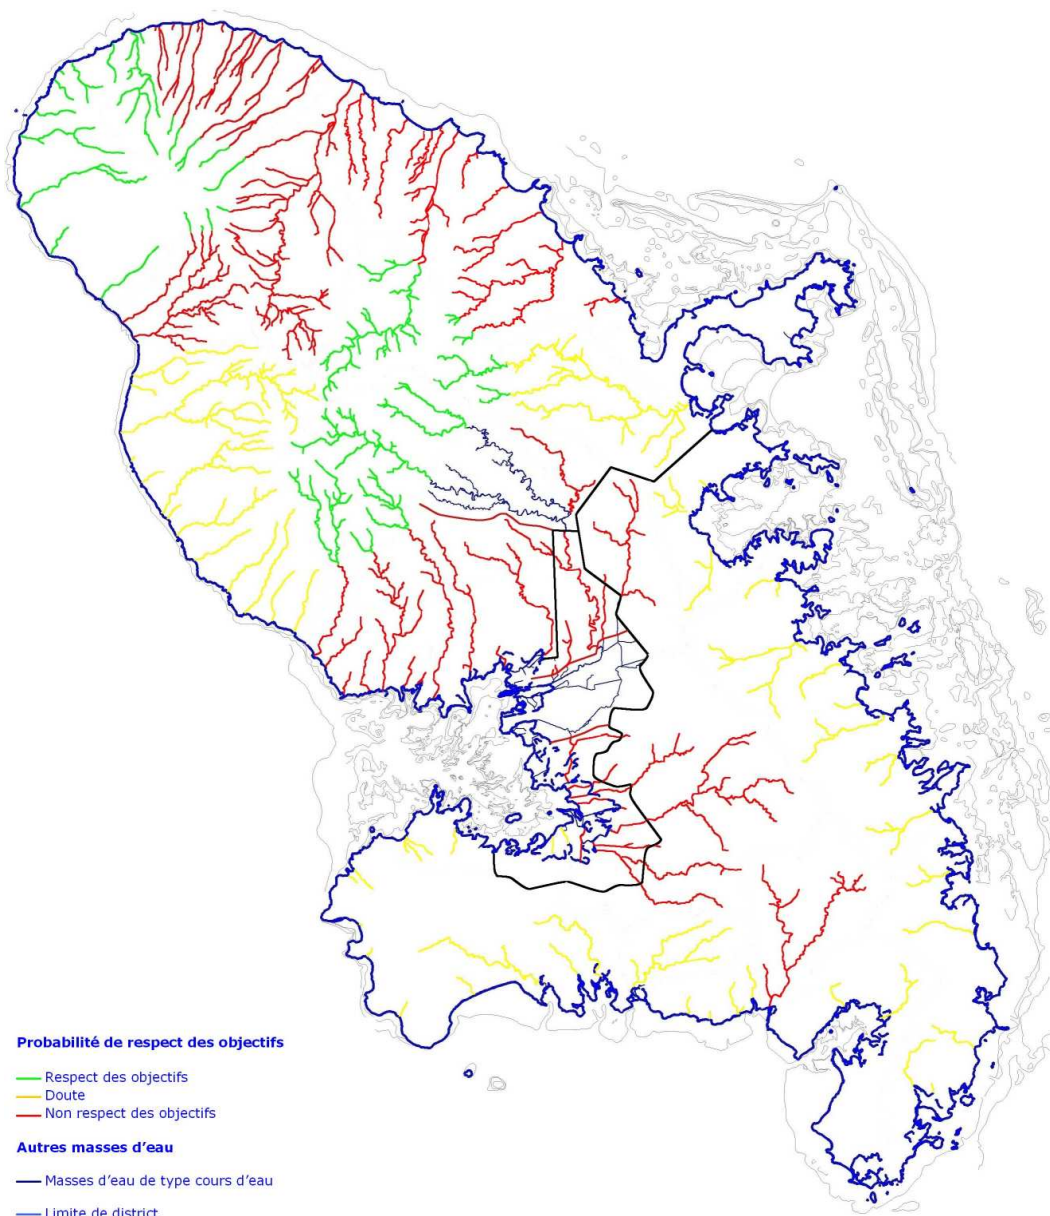 Probabilité de respect des objectifs
Respect des objectifs
Doute
Non respect des objectifs
Autres masses d'eau
Masses d'eau de type cours d'eau
Limite de district